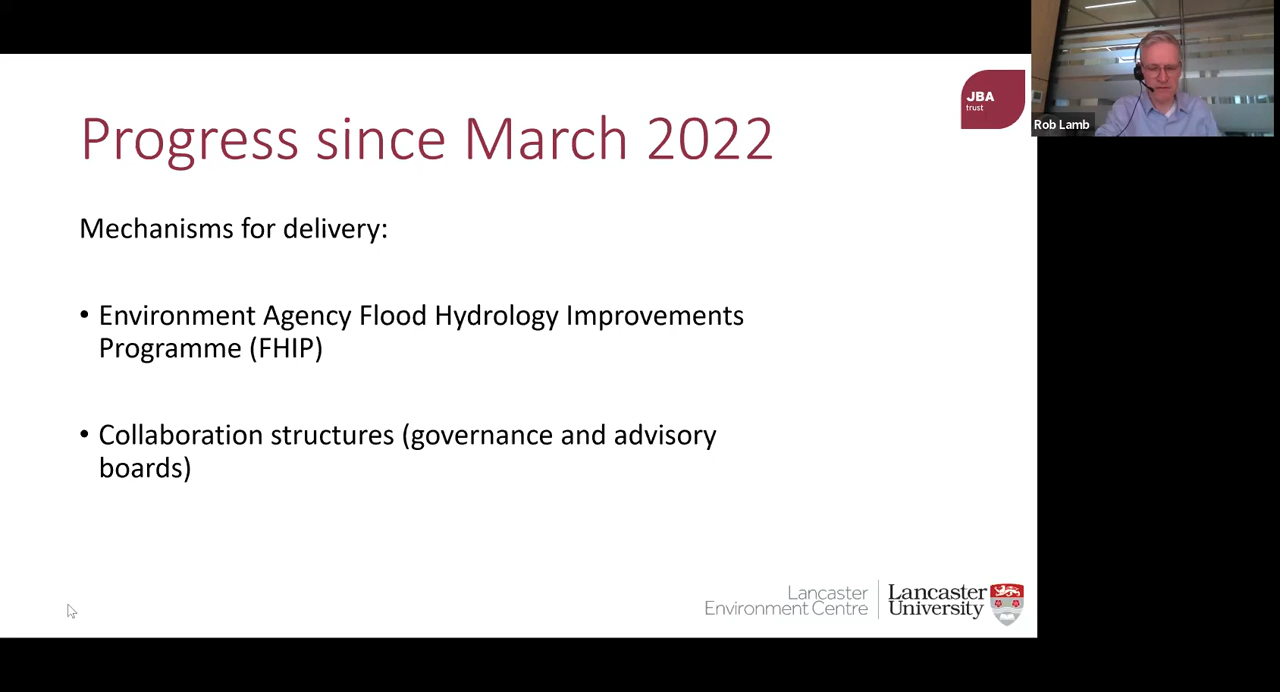 Progress since March 2022
JBA
trust
Rob Lamb
Mechanisms for delivery:
• Environment Agency Flood Hydrology Improvements
Programme (FHIP)
• Collaboration structures (governance and advisory
boards)
Lancaster
Environment Centre
Lancaster
University